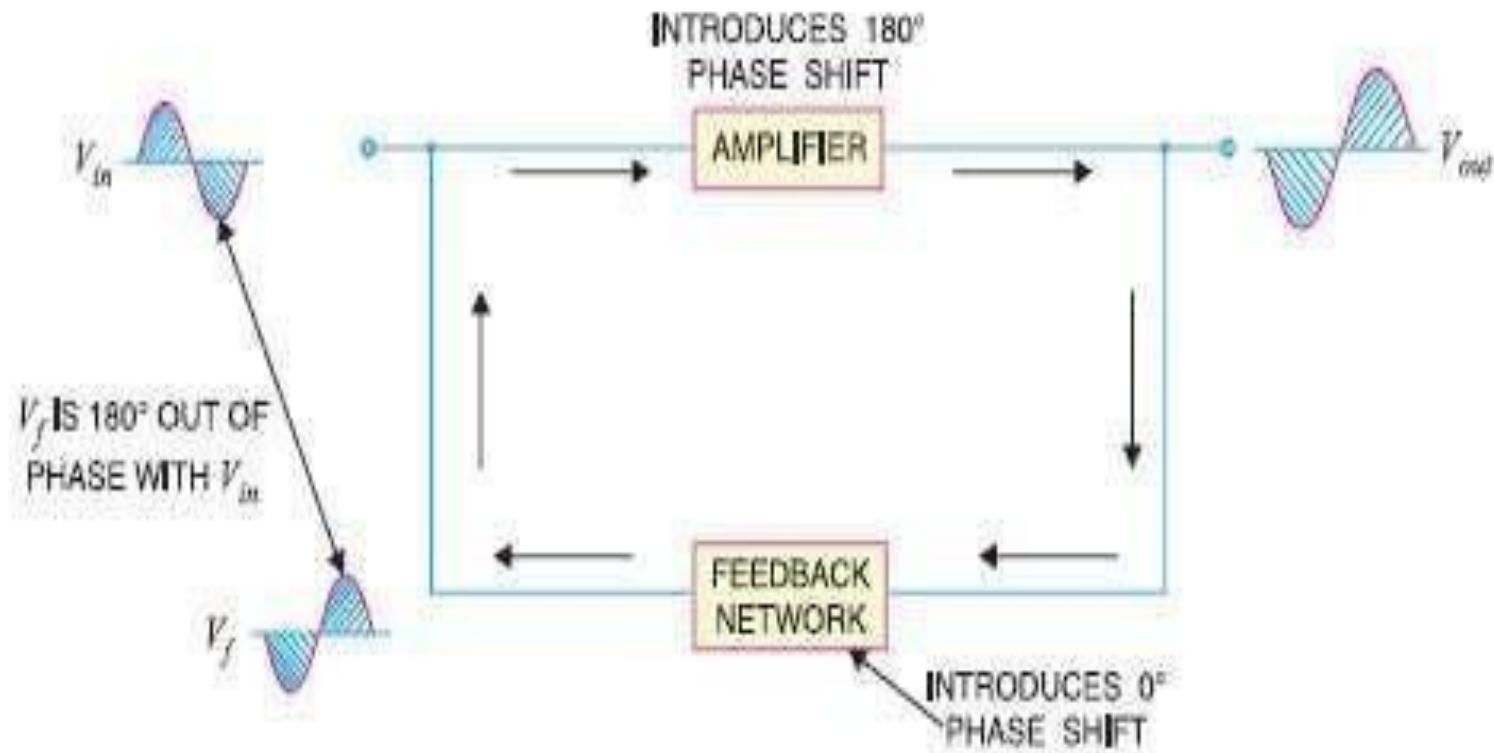 INTRODUCES 180°
PHASE SHIFT
AMPLIFIER
V_in
V_out
V_f IS 180° OUT OF
PHASE WITH V_in
V_f
FEEDBACK
NETWORK
INTRODUCES 0°
PHASE SHIFT